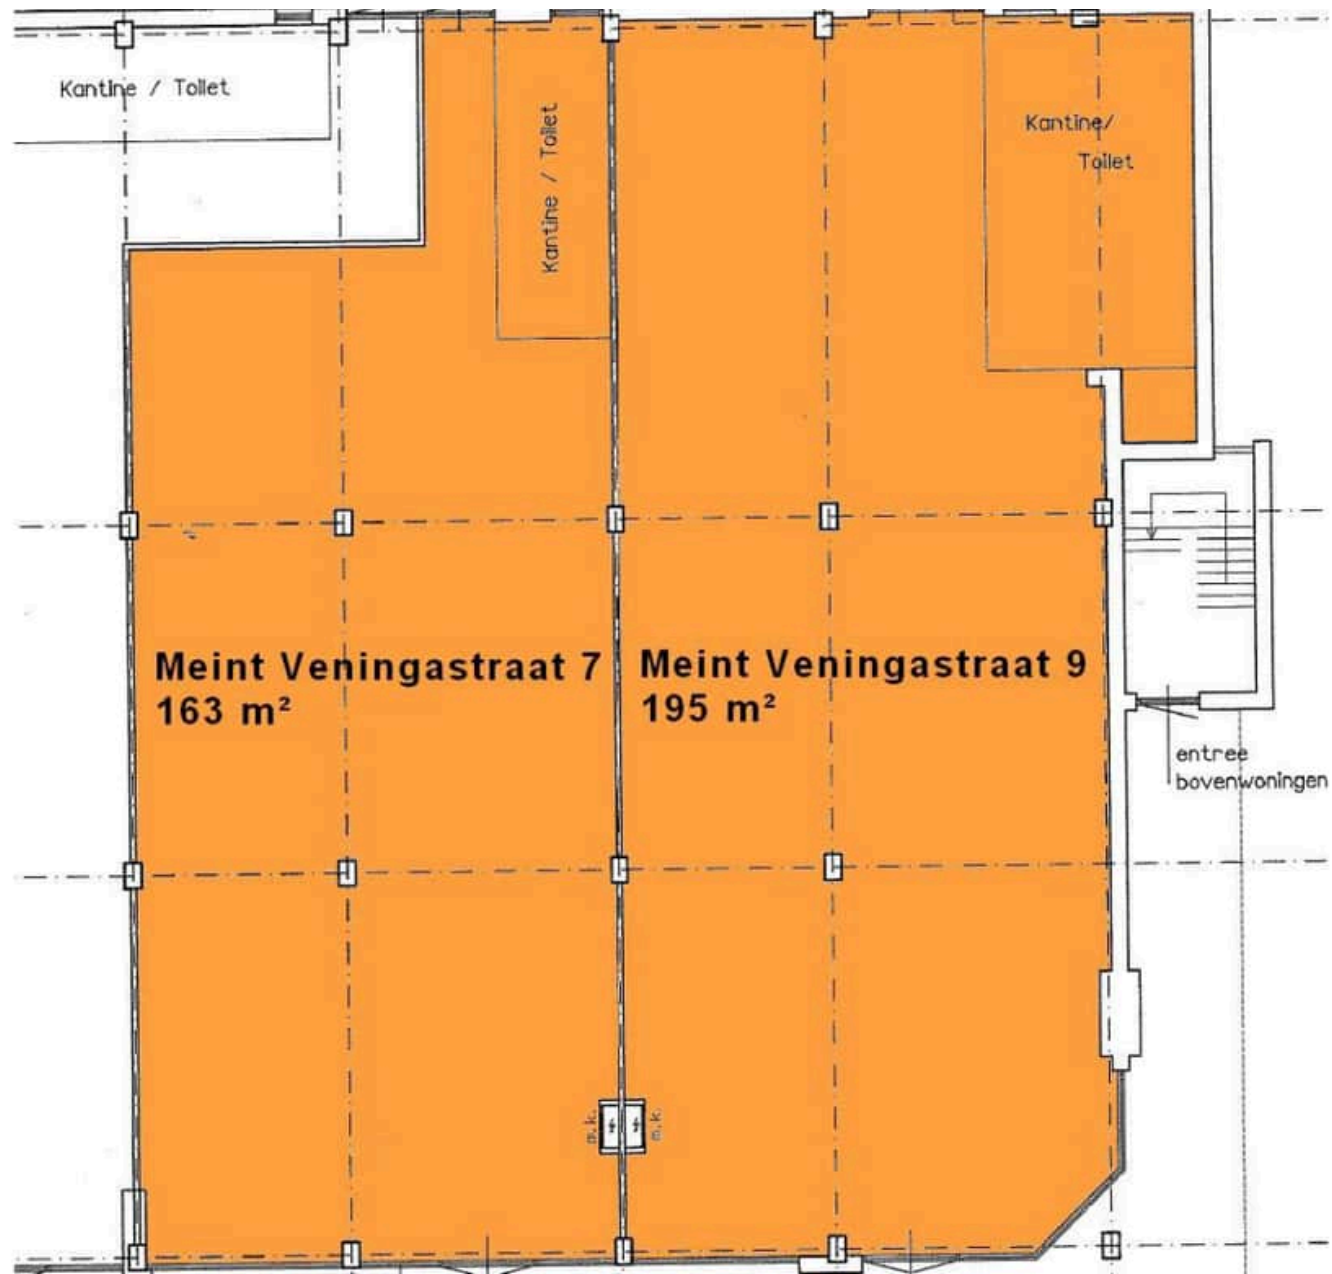 Kantine / Toilet
Kantine / Toilet
Kantine/
Toilet
Meint Veningastraat 7
163 m²
Meint Veningastraat 9
195 m²
entree
bovenwoningen
m.k.
m.k.